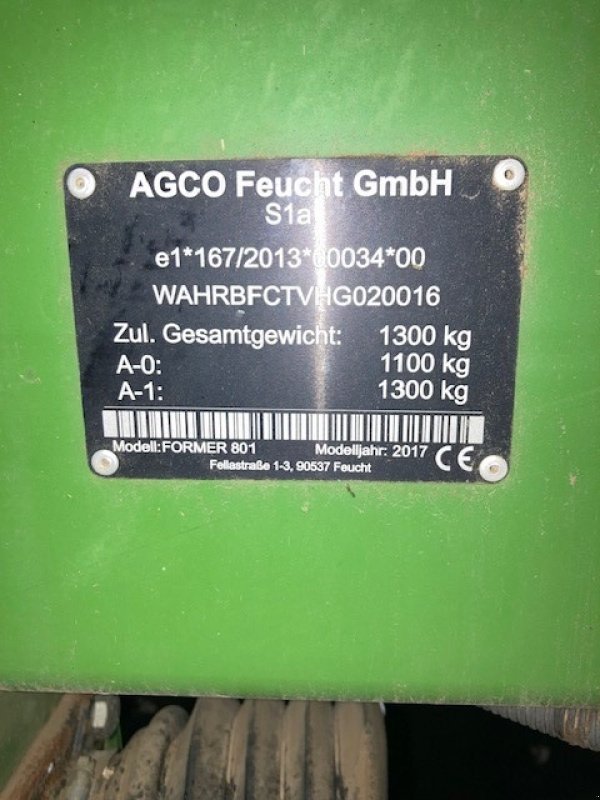 AGCO Feucht GmbH
S1a
e1*167/2013*00034*00
WAHRBFCTVHG020016
Zul. Gesamtgewicht: 1300 kg
A-0: 1100 kg
A-1: 1300 kg
Modell: FORMER 801 Modelljahr: 2017 CE
Fellastraße 1-3, 90537 Feucht